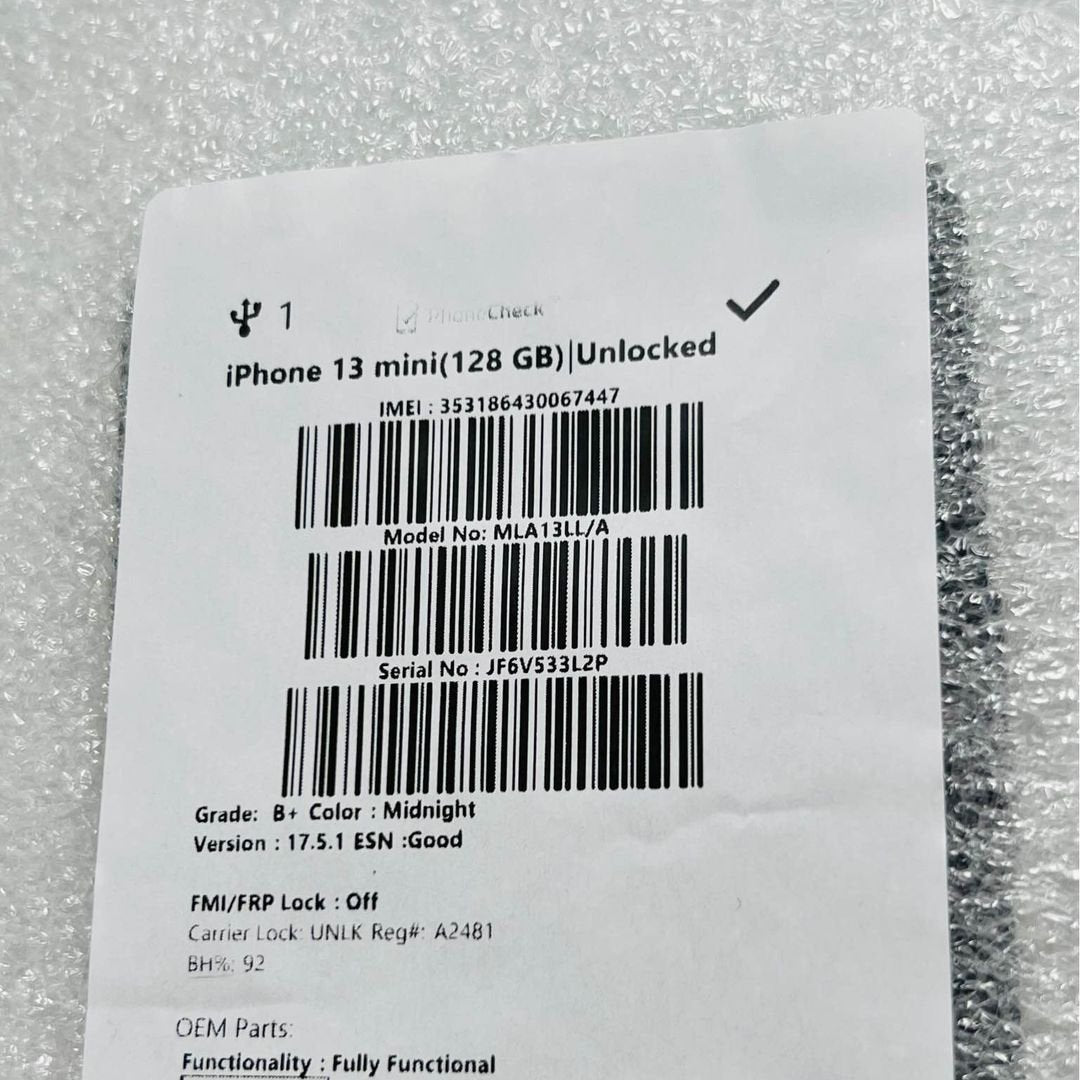 1 PhoneCheck
iPhone 13 mini(128 GB)|Unlocked
IMEI : 353186430067447
Model No: MLA13LL/A
Serial No : JF6V533L2P
Grade: B+ Color : Midnight
Version : 17.5.1 ESN :Good
FMI/FRP Lock : Off
Carrier Lock: UNLK Reg#: A2481
BH%: 92
OEM Parts:
Functionality : Fully Functional